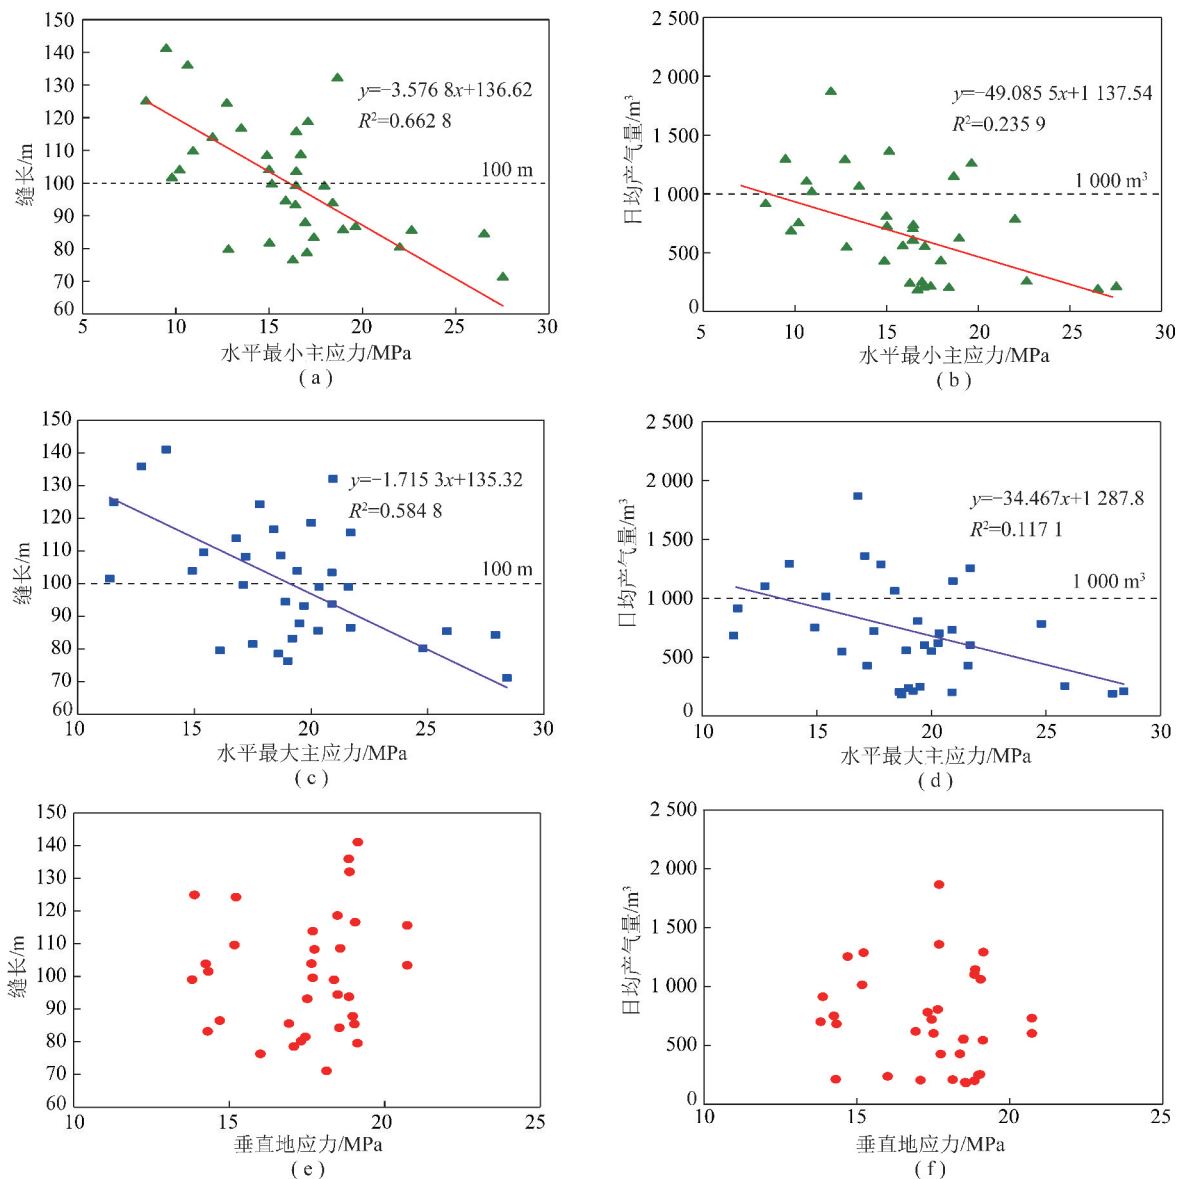 150
140
130
120
110
100
90
80
70
60
缝长/m
y=−3.576 8x+136.62
R²=0.662 8
100 m
5
10
15
20
25
30
水平最小主应力/MPa
( a )
2 500
2 000
1 500
1 000
500
0
日均产气量/m³
y=−49.085 5x+1 137.54
R²=0.235 9
1 000 m³
5
10
15
20
25
30
水平最小主应力/MPa
( b )
150
140
130
120
110
100
90
80
70
60
缝长/m
y=−1.715 3x+135.32
R²=0.584 8
100 m
10
15
20
25
30
水平最大主应力/MPa
( c )
2 500
2 000
1 500
1 000
500
0
日均产气量/m³
y=−34.467x+1 287.8
R²=0.117 1
1 000 m³
10
15
20
25
30
水平最大主应力/MPa
( d )
150
140
130
120
110
100
90
80
70
60
缝长/m
10
15
20
25
垂直地应力/MPa
( e )
2 500
2 000
1 500
1 000
500
0
日均产气量/m³
10
15
20
25
垂直地应力/MPa
( f )